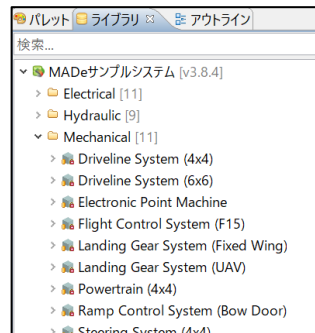 パレット ライブラリ アウトライン
検索...
MADeサンプルシステム [v3.8.4]
Electrical [11]
Hydraulic [9]
Mechanical [11]
Driveline System (4x4)
Driveline System (6x6)
Electronic Point Machine
Flight Control System (F15)
Landing Gear System (Fixed Wing)
Landing Gear System (UAV)
Powertrain (4x4)
Ramp Control System (Bow Door)
Steering System (4x4)